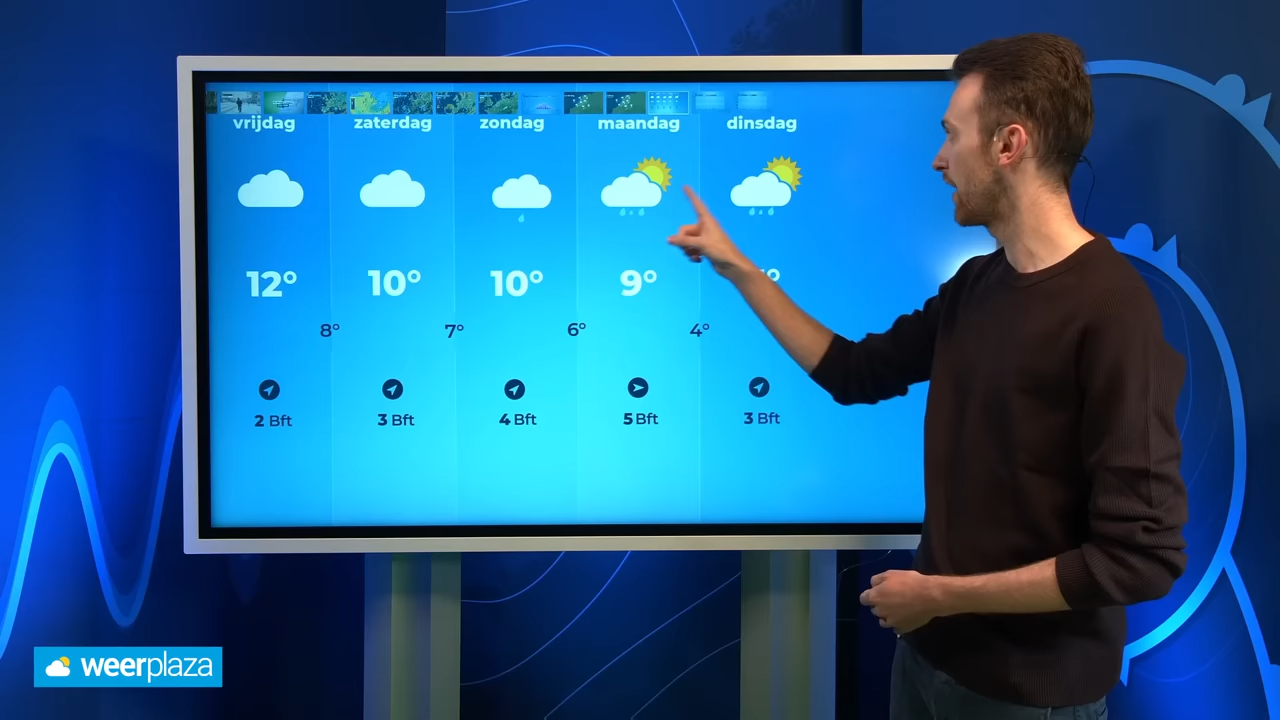 vrijdag zaterdag zondag maandag dinsdag
12° 10° 10° 9°
8° 7° 6° 4°
2 Bft 3 Bft 4 Bft 5 Bft 3 Bft
weerplaza